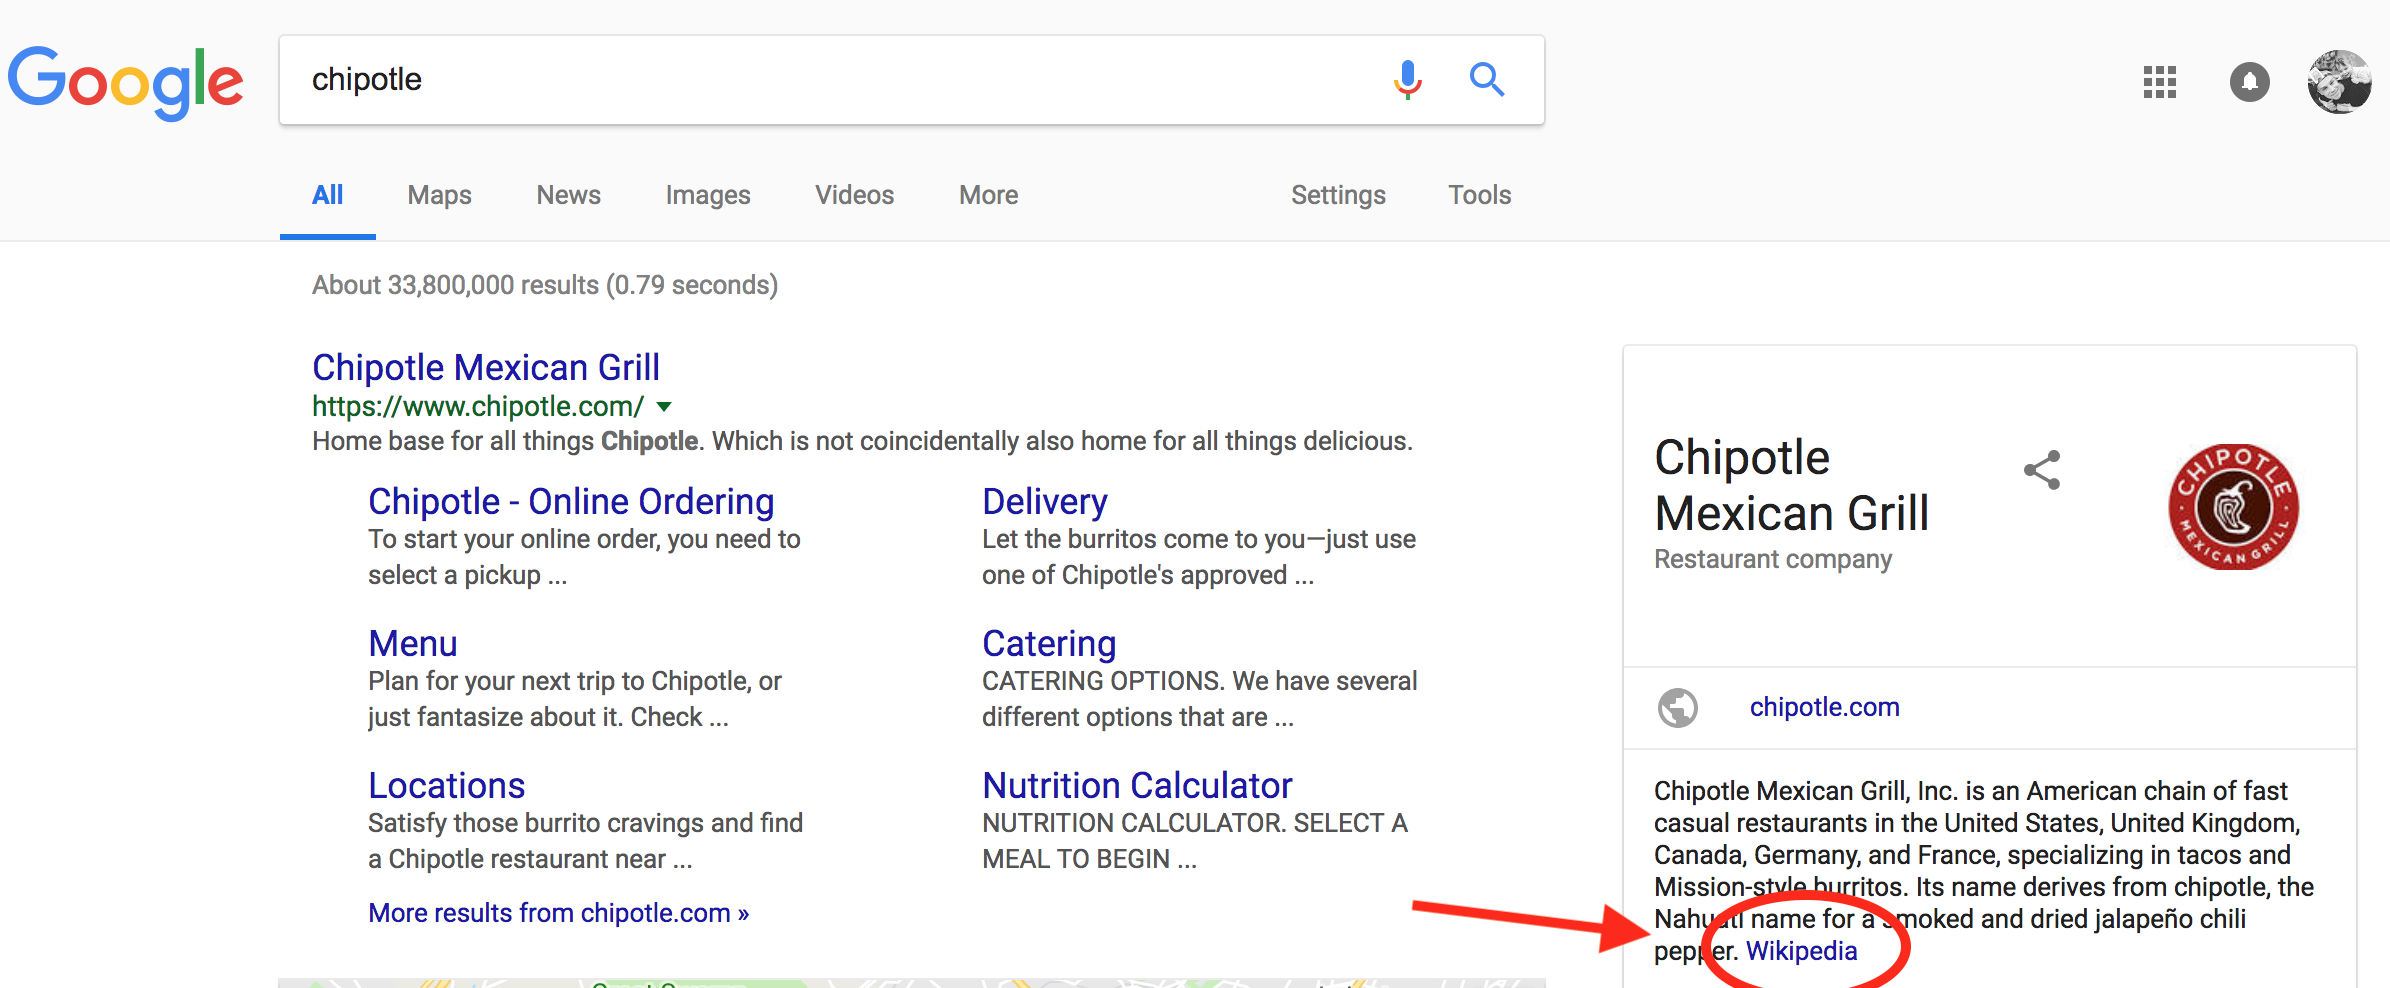 Google
chipotle
All Maps News Images Videos More Settings Tools
About 33,800,000 results (0.79 seconds)
Chipotle Mexican Grill
https://www.chipotle.com/
Home base for all things Chipotle. Which is not coincidentally also home for all things delicious.
Chipotle - Online Ordering
To start your online order, you need to
select a pickup ...
Delivery
Let the burritos come to you—just use
one of Chipotle's approved ...
Menu
Plan for your next trip to Chipotle, or
just fantasize about it. Check ...
Catering
CATERING OPTIONS. We have several
different options that are ...
Locations
Satisfy those burrito cravings and find
a Chipotle restaurant near ...
Nutrition Calculator
NUTRITION CALCULATOR. SELECT A
MEAL TO BEGIN ...
More results from chipotle.com »
Chipotle
Mexican Grill
Restaurant company
CHIPOTLE
MEXICAN GRILL
chipotle.com
Chipotle Mexican Grill, Inc. is an American chain of fast
casual restaurants in the United States, United Kingdom,
Canada, Germany, and France, specializing in tacos and
Mission-style burritos. Its name derives from chipotle, the
Nahuatl name for a smoked and dried jalapeño chili
pepper. Wikipedia